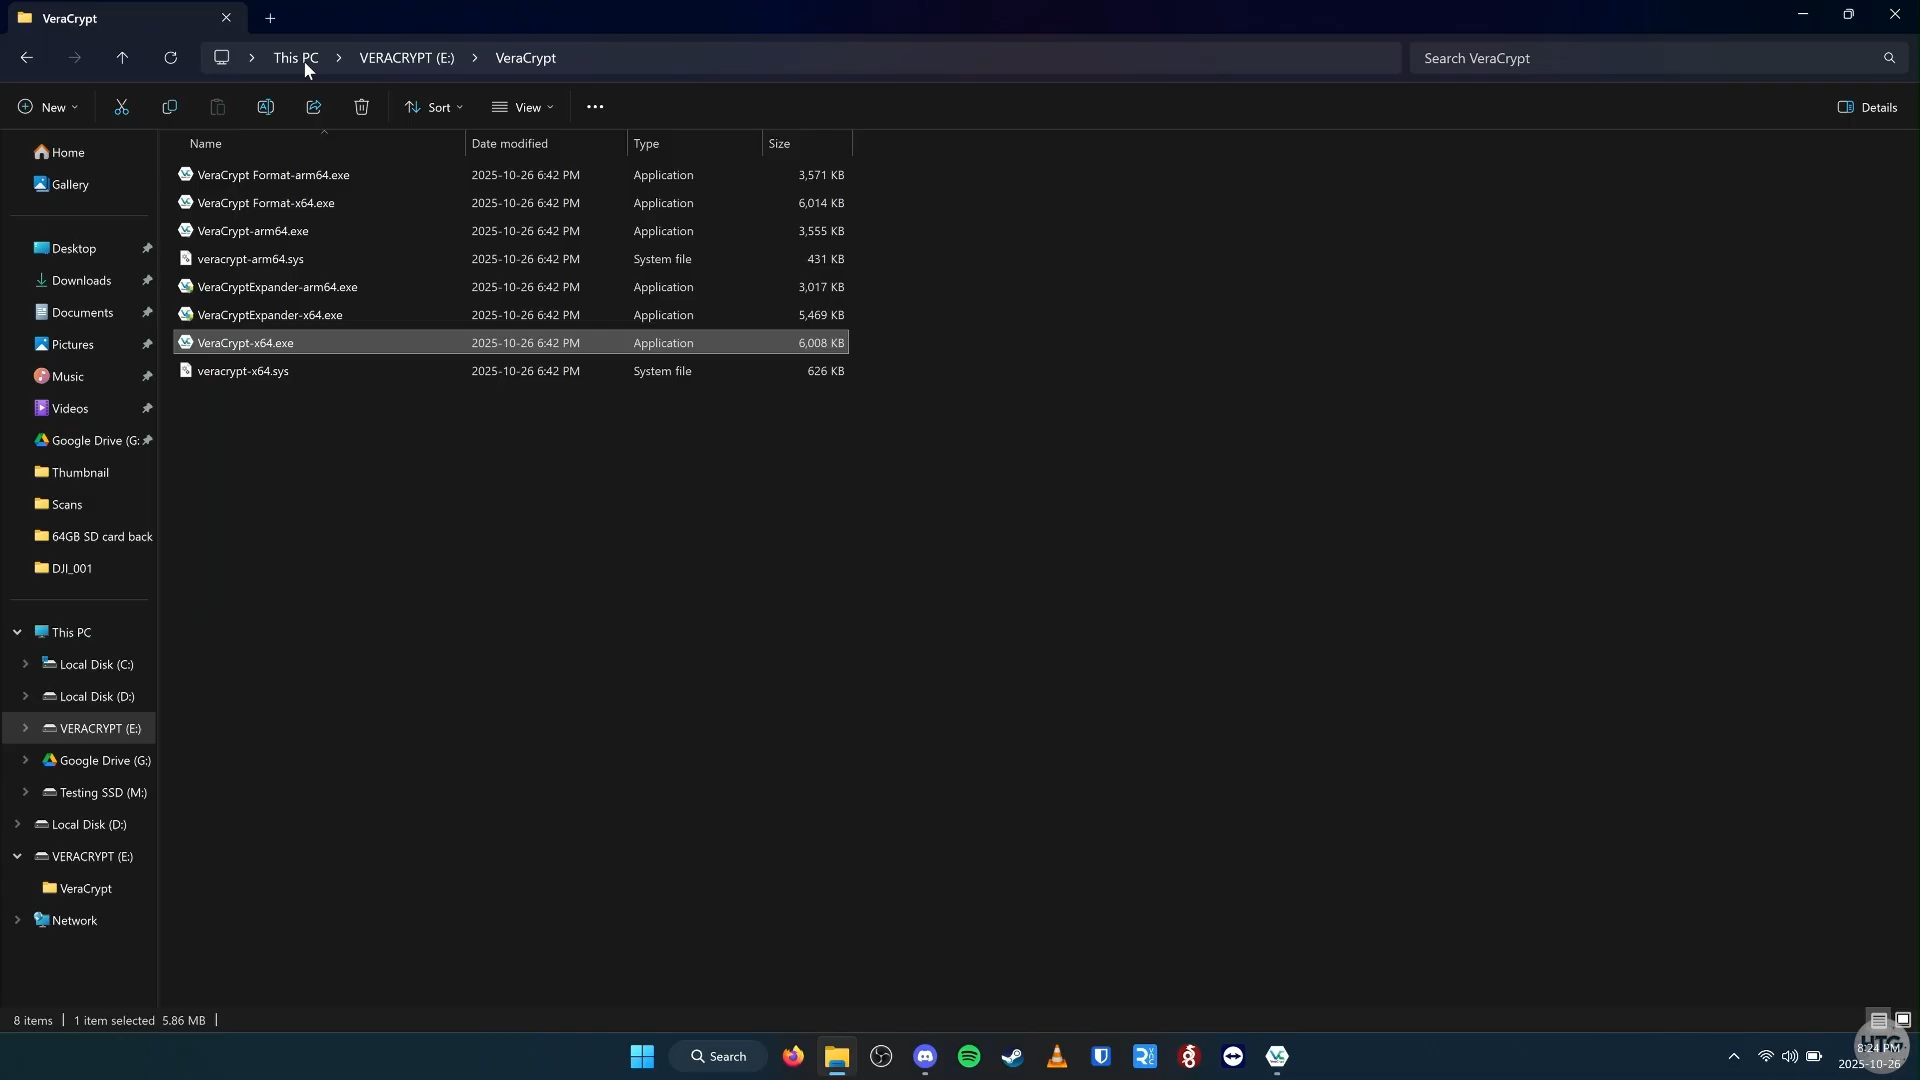 VeraCrypt
This PC > VERACRYPT (E:) > VeraCrypt
Search VeraCrypt
New
Sort
View
Details
Name Date modified Type Size
VeraCrypt Format-arm64.exe 2025-10-26 6:42 PM Application 3,571 KB
VeraCrypt Format-x64.exe 2025-10-26 6:42 PM Application 6,014 KB
VeraCrypt-arm64.exe 2025-10-26 6:42 PM Application 3,555 KB
veracrypt-arm64.sys 2025-10-26 6:42 PM System file 431 KB
VeraCryptExpander-arm64.exe 2025-10-26 6:42 PM Application 3,017 KB
VeraCryptExpander-x64.exe 2025-10-26 6:42 PM Application 5,469 KB
VeraCrypt-x64.exe 2025-10-26 6:42 PM Application 6,008 KB
veracrypt-x64.sys 2025-10-26 6:42 PM System file 626 KB
Home
Gallery
Desktop
Downloads
Documents
Pictures
Music
Videos
Google Drive (G:
Thumbnail
Scans
64GB SD card back
DJI_001
This PC
Local Disk (C:)
Local Disk (D:)
VERACRYPT (E:)
Google Drive (G:)
Testing SSD (M:)
Local Disk (D:)
VERACRYPT (E:)
VeraCrypt
Network
8 items | 1 item selected 5.86 MB |
Search
8:24 PM
2025-10-26
HTG